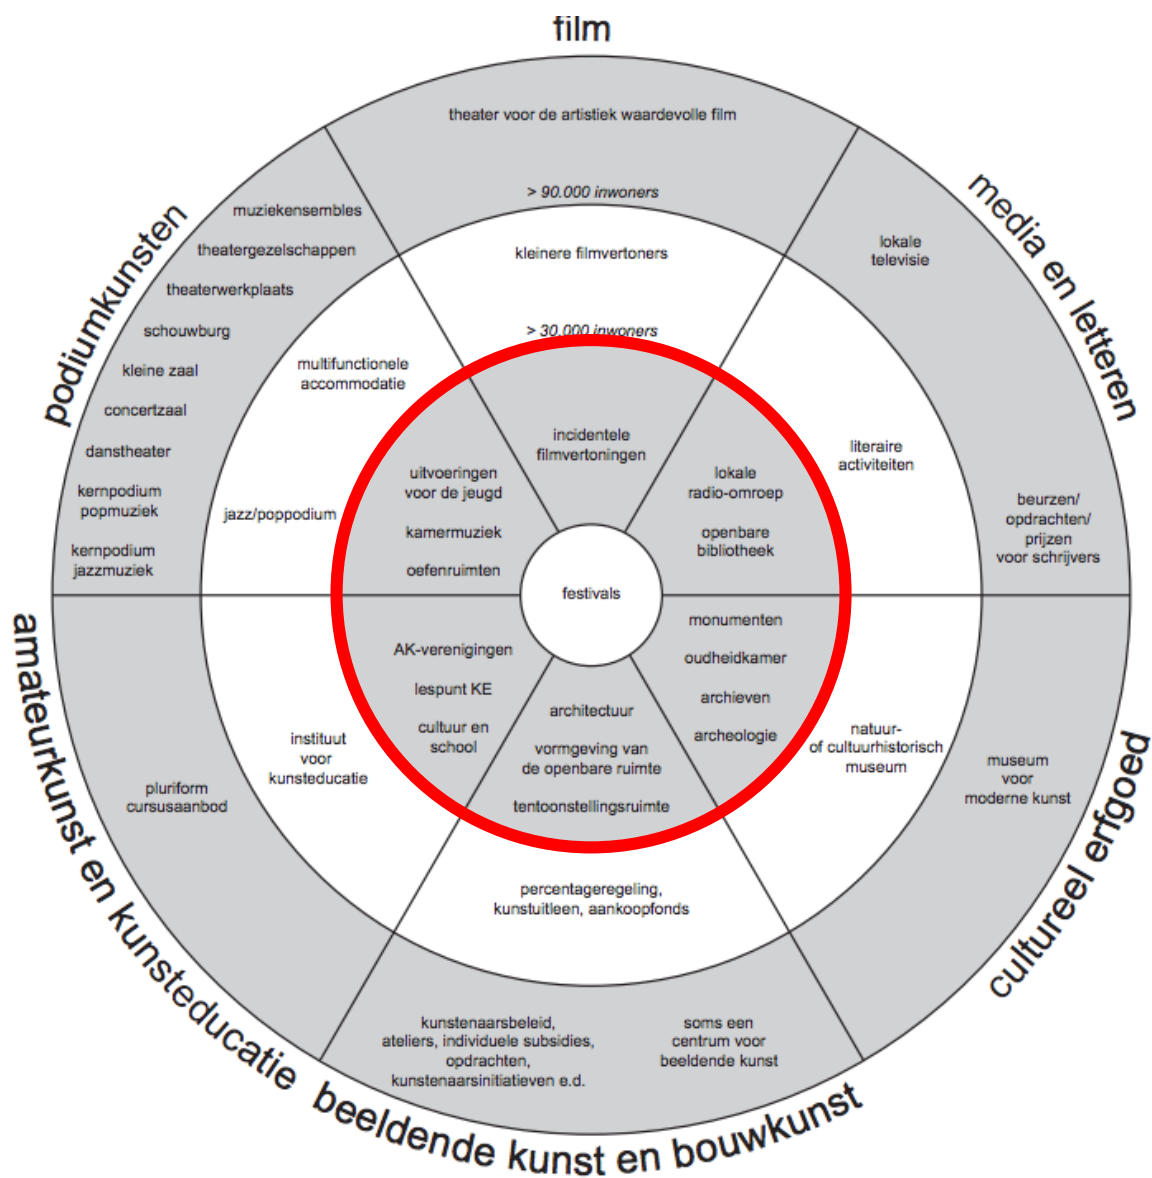 film
theater voor de artistiek waardevolle film
> 90.000 inwoners
kleinere filmvertoners
> 30.000 inwoners
incidentele
filmvertoningen
media en letteren
lokale
televisie
beurzen/
opdrachten/
prijzen
voor schrijvers
literaire
activiteiten
lokale
radio-omroep
openbare
bibliotheek
cultureel erfgoed
museum
voor
moderne kunst
natuur-
of cultuurhistorisch
museum
monumenten
oudheidkamer
archieven
archeologie
beeldende kunst en bouwkunst
kunstenaarsbeleid,
ateliers, individuele subsidies,
opdrachten,
kunstenaarsinitiatieven e.d.
soms een
centrum voor
beeldende kunst
percentageregeling,
kunstuitleen, aankoopfonds
architectuur
vormgeving van
de openbare ruimte
tentoonstellingsruimte
amateurkunst en kunsteducatie
pluriform
cursusaanbod
instituut
voor
kunsteducatie
AK-verenigingen
lespunt KE
cultuur en
school
podiumkunsten
muziekensembles
theatergezelschappen
theaterwerkplaats
schouwburg
kleine zaal
concertzaal
danstheater
kernpodium
popmuziek
kernpodium
jazzmuziek
multifunctionele
accommodatie
jazz/poppodium
uitvoeringen
voor de jeugd
kamermuziek
oefenruimten
festivals